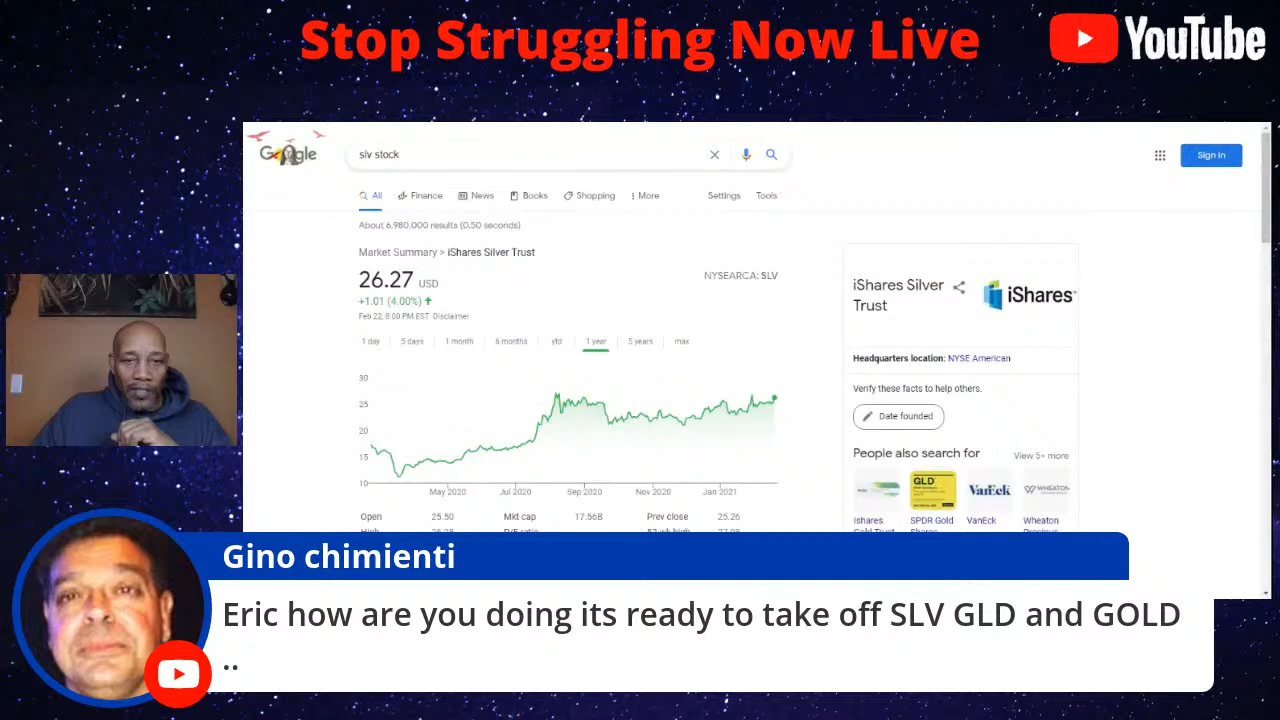 Stop Struggling Now Live
YouTube
Google
slv stock
Sign in
All
Finance
News
Books
Shopping
More
Settings
Tools
About 6,980,000 results (0.50 seconds)
Market Summary > iShares Silver Trust
26.27 USD
NYSEARCA: SLV
+1.01 (4.00%)
Feb 22, 8:00 PM EST Disclaimer
1 day
5 days
1 month
6 months
ytd
1 year
5 years
max
30
25
20
15
10
May 2020
Jul 2020
Sep 2020
Nov 2020
Jan 2021
Open 25.50
Mkt cap 17.56B
Prev close 25.26
iShares Silver
Trust
iShares
Headquarters location: NYSE American
Verify these facts to help others.
Date founded
People also search for
View 5+ more
GLD
VanEck
WHEATON
ishares
SPDR Gold
VanEck
Wheaton
Gino chimienti
Eric how are you doing its ready to take off SLV GLD and GOLD
..